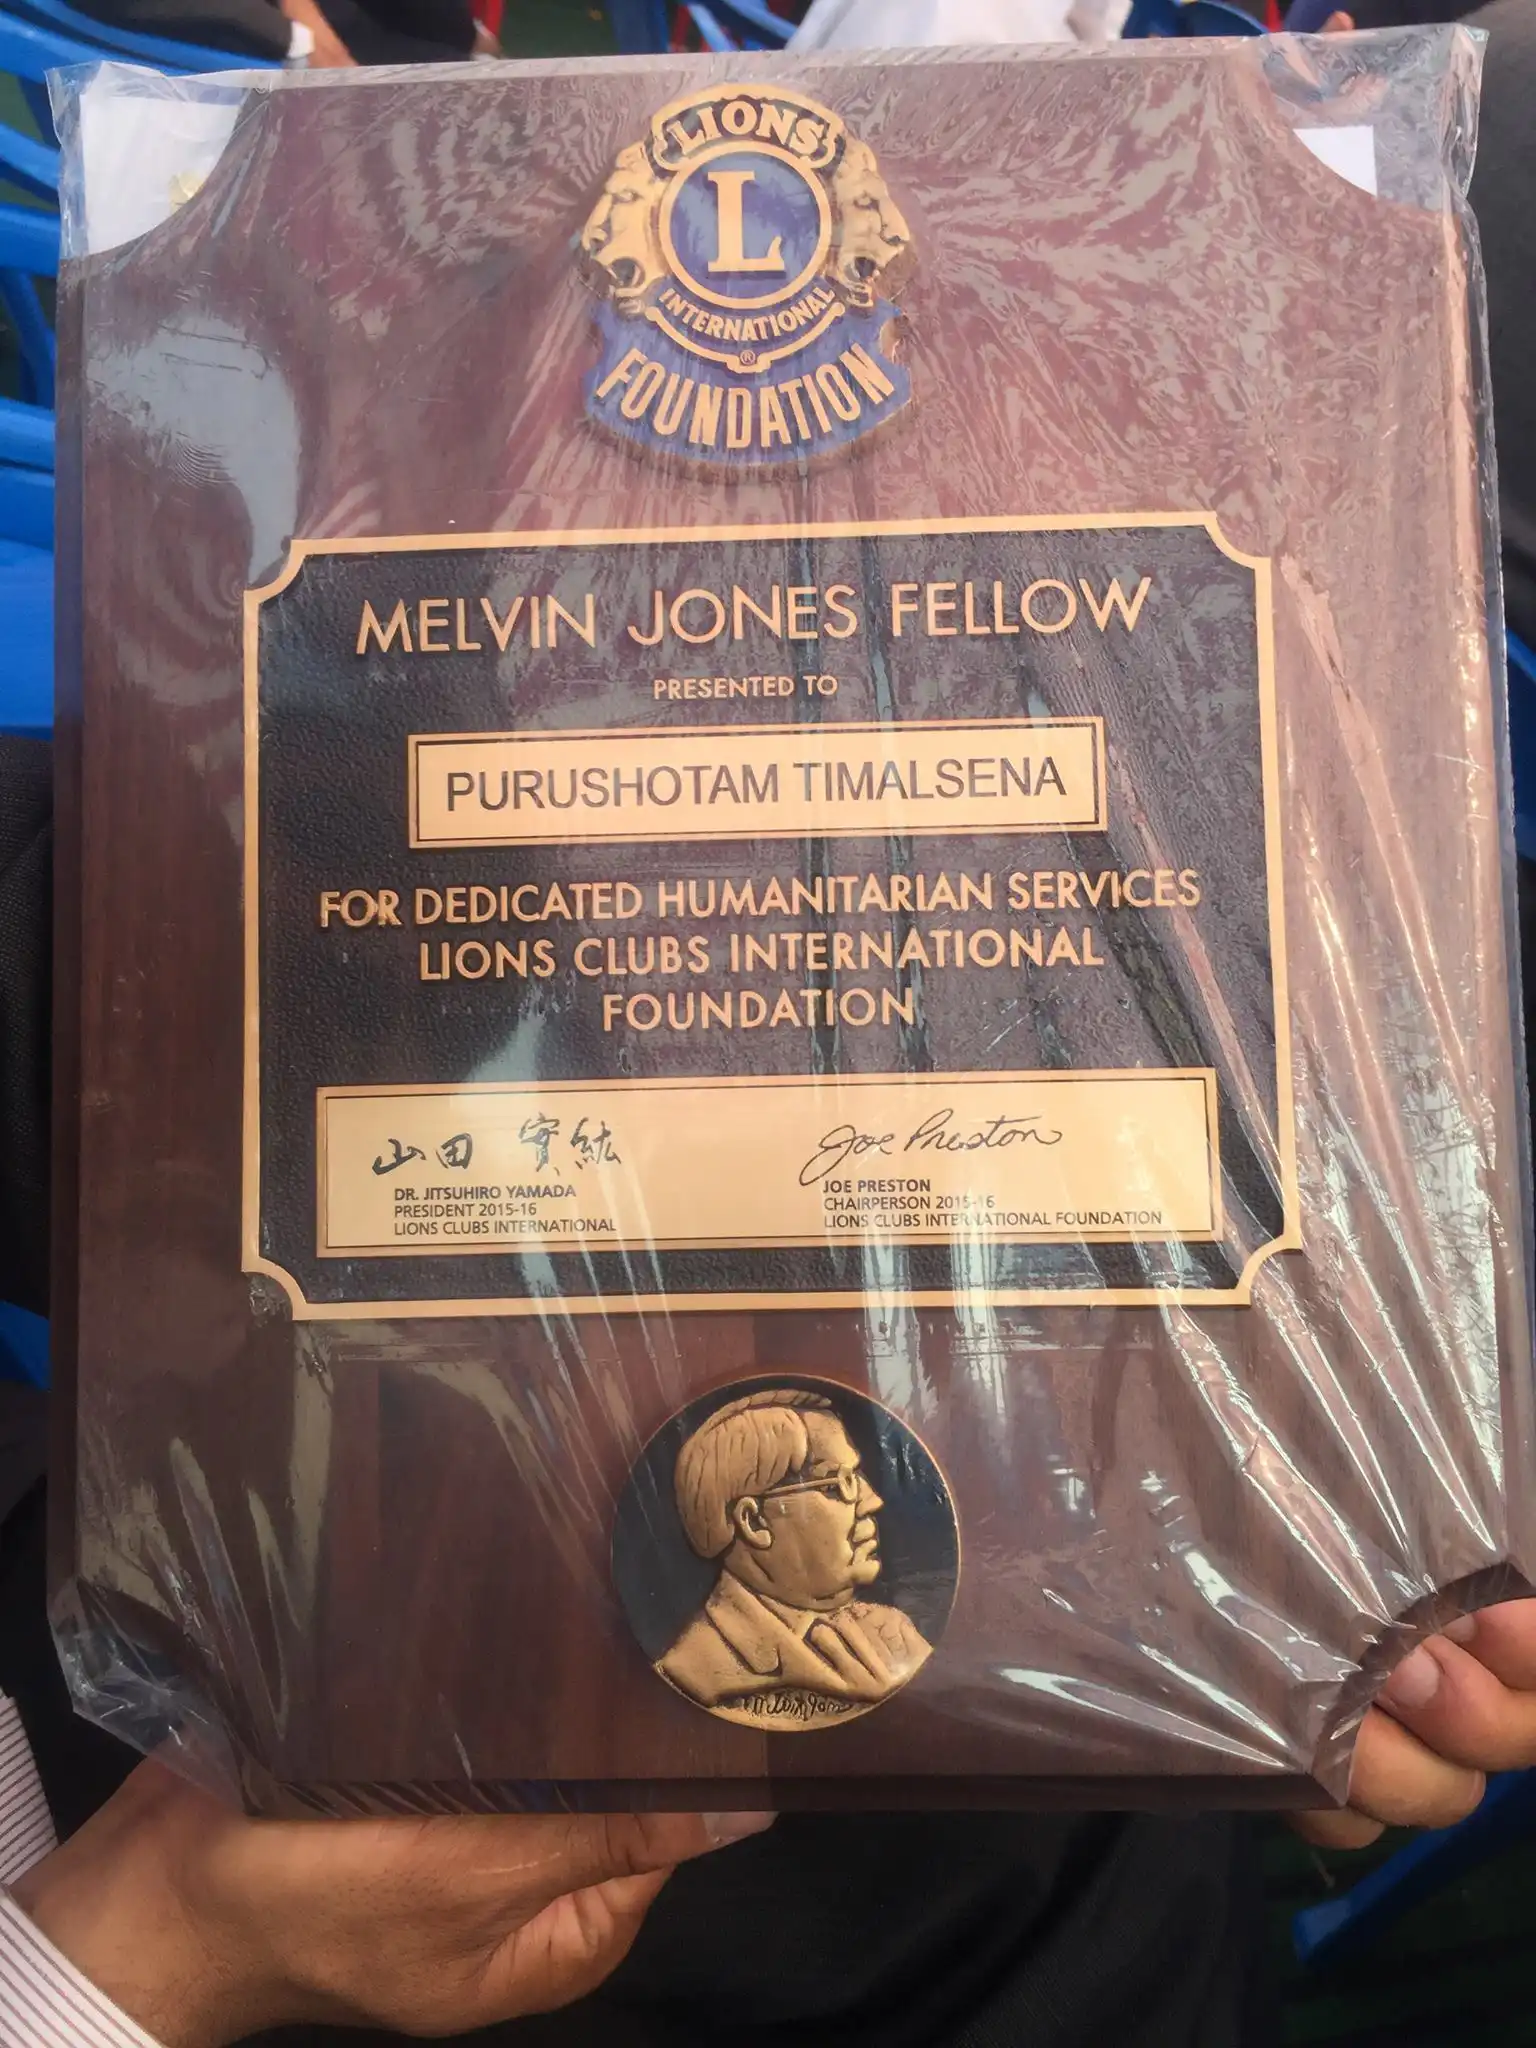 LIONS
L
INTERNATIONAL
®
FOUNDATION
MELVIN JONES FELLOW
PRESENTED TO
PURUSHOTAM TIMALSENA
FOR DEDICATED HUMANITARIAN SERVICES
LIONS CLUBS INTERNATIONAL
FOUNDATION
山田 實紘
DR. JITSUHIRO YAMADA
PRESIDENT 2015-16
LIONS CLUBS INTERNATIONAL
Joe Preston
JOE PRESTON
CHAIRPERSON 2015-16
LIONS CLUBS INTERNATIONAL FOUNDATION
Melvin Jones